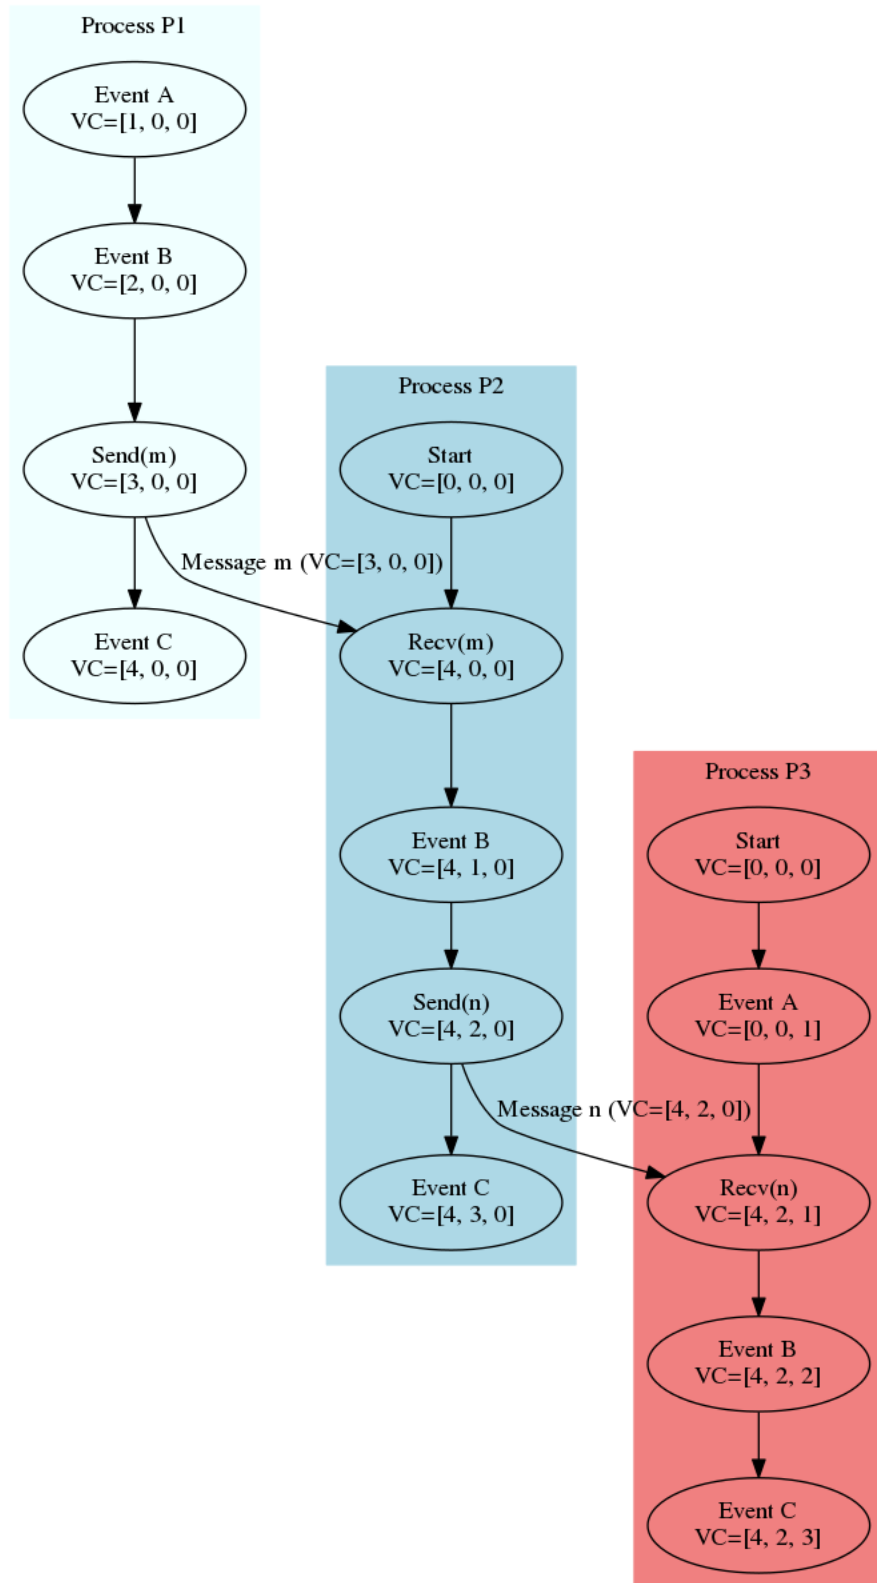 Process P1
Event A
VC=[1, 0, 0]
Event B
VC=[2, 0, 0]
Send(m)
VC=[3, 0, 0]
Event C
VC=[4, 0, 0]
Message m (VC=[3, 0, 0])
Process P2
Start
VC=[0, 0, 0]
Recv(m)
VC=[4, 0, 0]
Event B
VC=[4, 1, 0]
Send(n)
VC=[4, 2, 0]
Event C
VC=[4, 3, 0]
Message n (VC=[4, 2, 0])
Process P3
Start
VC=[0, 0, 0]
Event A
VC=[0, 0, 1]
Recv(n)
VC=[4, 2, 1]
Event B
VC=[4, 2, 2]
Event C
VC=[4, 2, 3]